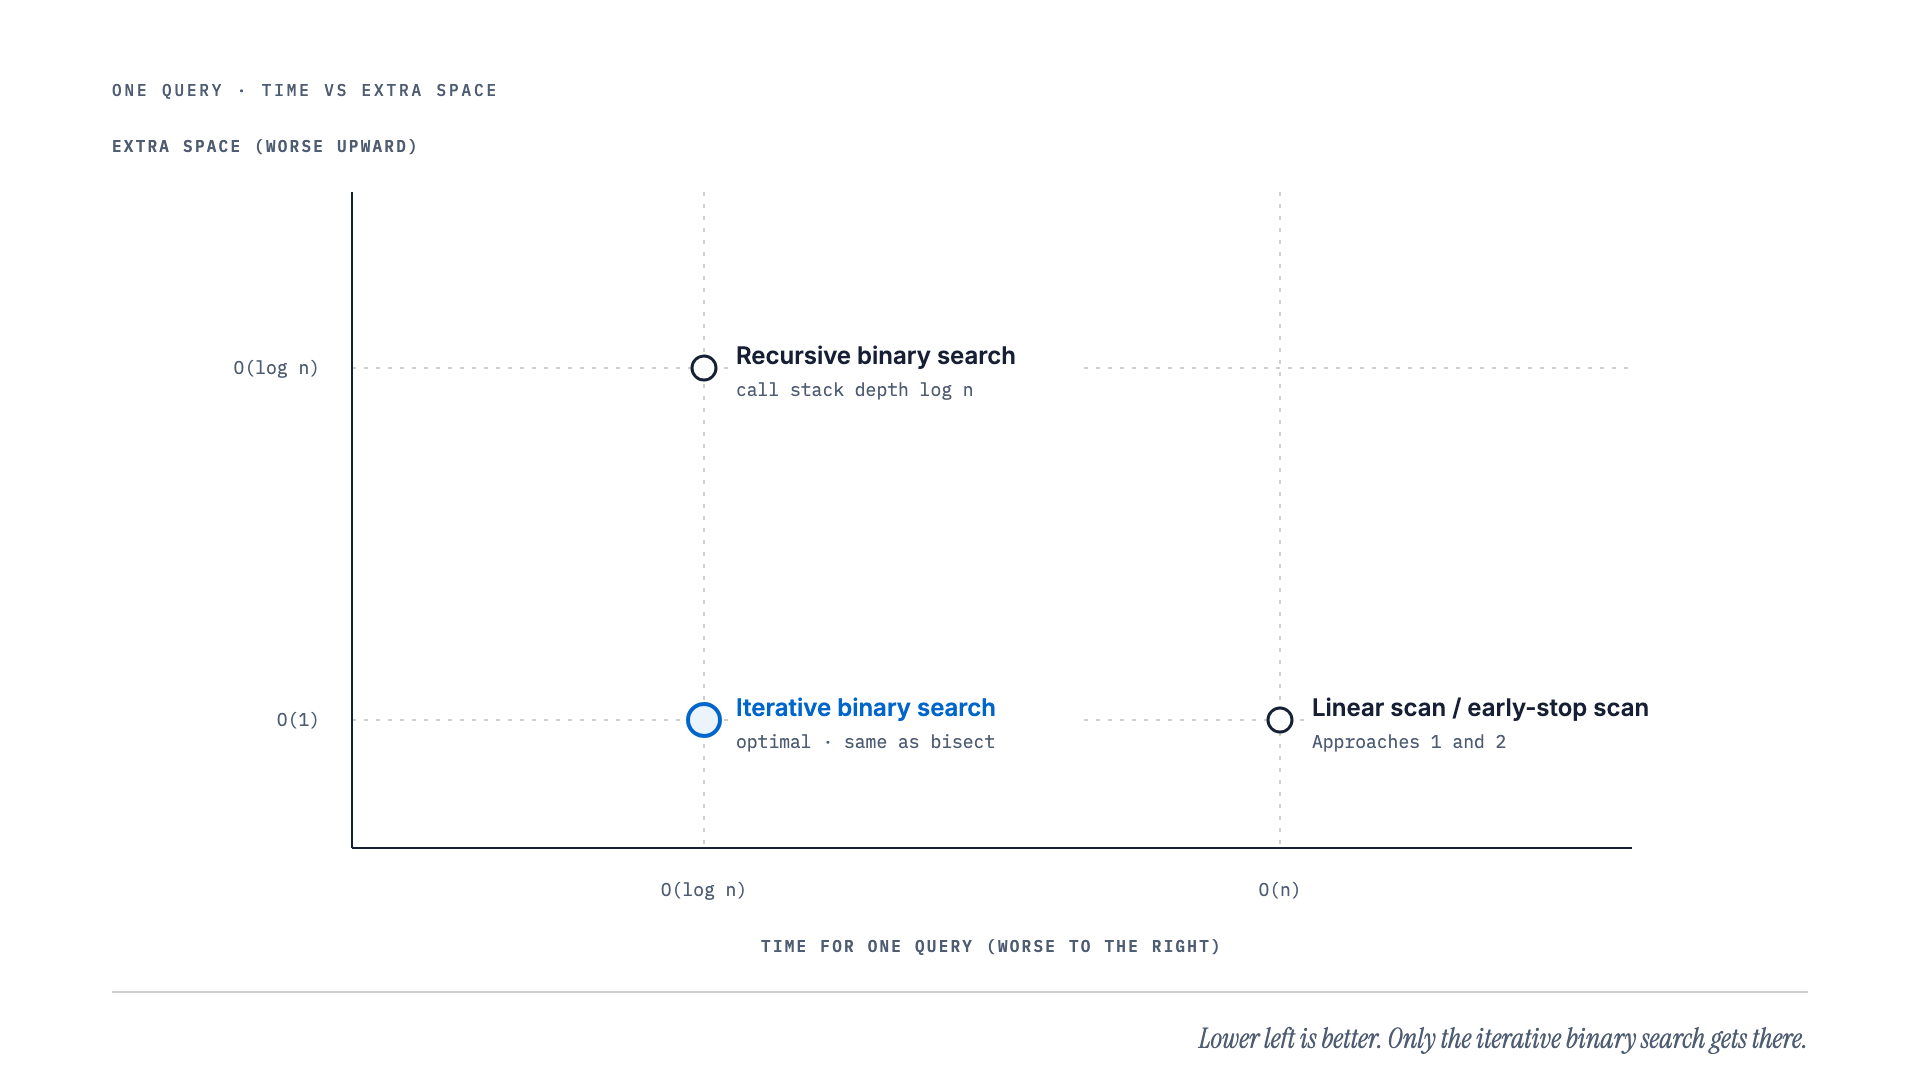 ONE QUERY · TIME VS EXTRA SPACE
EXTRA SPACE (WORSE UPWARD)
O(log n)
Recursive binary search
call stack depth log n
O(1)
Iterative binary search
optimal · same as bisect
Linear scan / early-stop scan
Approaches 1 and 2
O(log n)
O(n)
TIME FOR ONE QUERY (WORSE TO THE RIGHT)
Lower left is better. Only the iterative binary search gets there.